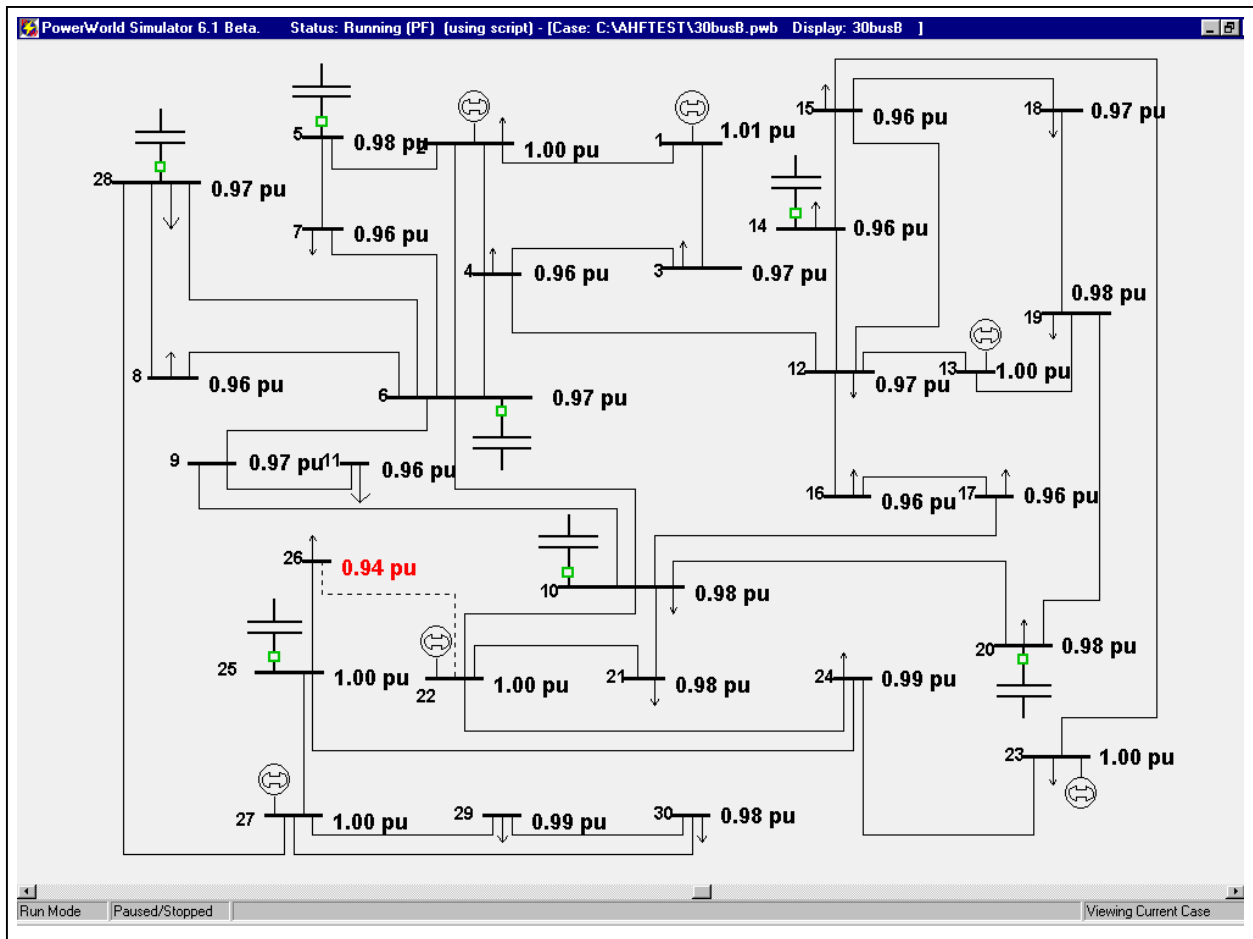 PowerWorld Simulator 6.1 Beta. Status: Running (PF) (using script) - [Case: C:\AHFTEST\30busB.pwb Display: 30busB ]
5
0.98 pu
2
1.00 pu
1
1.01 pu
15
0.96 pu
18
0.97 pu
28
0.97 pu
7
0.96 pu
4
0.96 pu
3
0.97 pu
14
0.96 pu
19
0.98 pu
8
0.96 pu
6
0.97 pu
12
0.97 pu
13
1.00 pu
9
0.97 pu
11
0.96 pu
16
0.96 pu
17
0.96 pu
26
0.94 pu
10
0.98 pu
25
1.00 pu
22
1.00 pu
21
0.98 pu
24
0.99 pu
20
0.98 pu
23
1.00 pu
27
1.00 pu
29
0.99 pu
30
0.98 pu
Run Mode
Paused/Stopped
Viewing Current Case